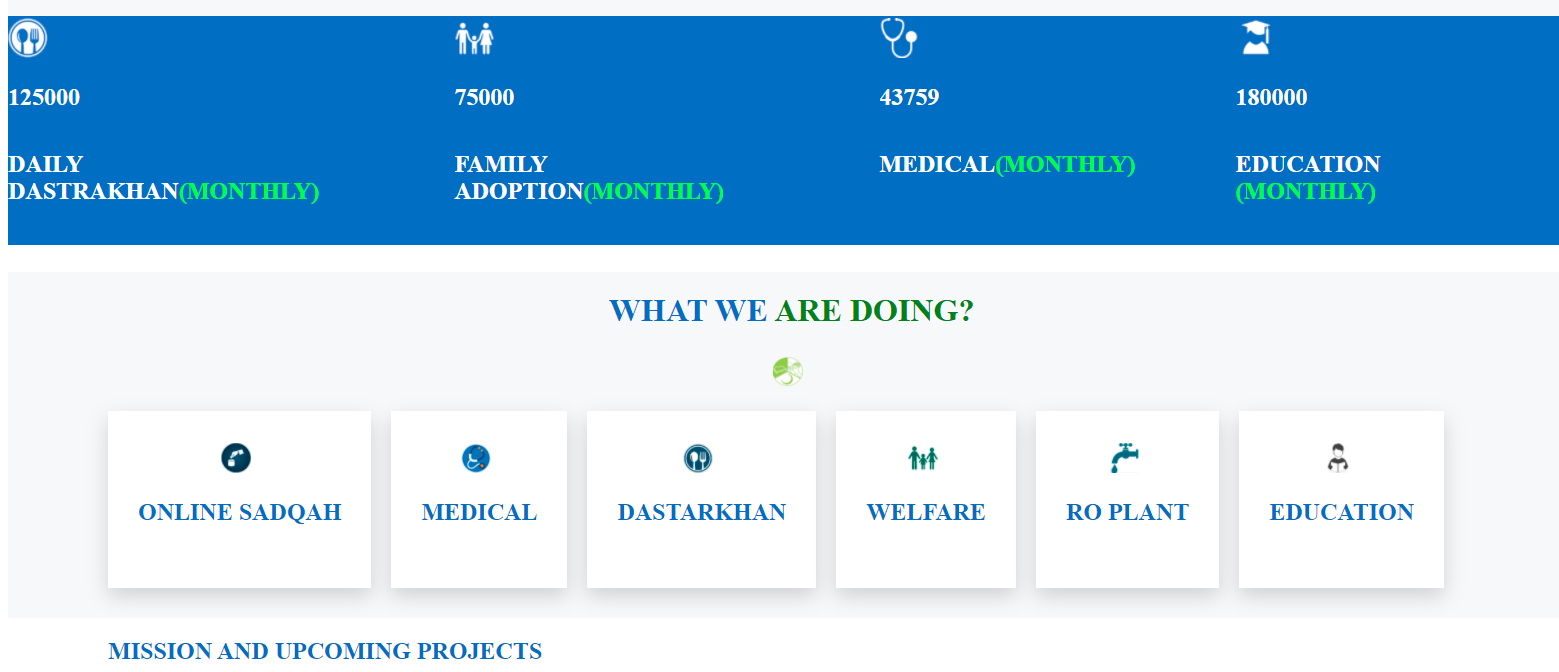 125000
75000
43759
180000
DAILY
DASTRAKHAN(MONTHLY)
FAMILY
ADOPTION(MONTHLY)
MEDICAL(MONTHLY)
EDUCATION
(MONTHLY)
WHAT WE ARE DOING?
ONLINE SADQAH
MEDICAL
DASTARKHAN
WELFARE
RO PLANT
EDUCATION
MISSION AND UPCOMING PROJECTS